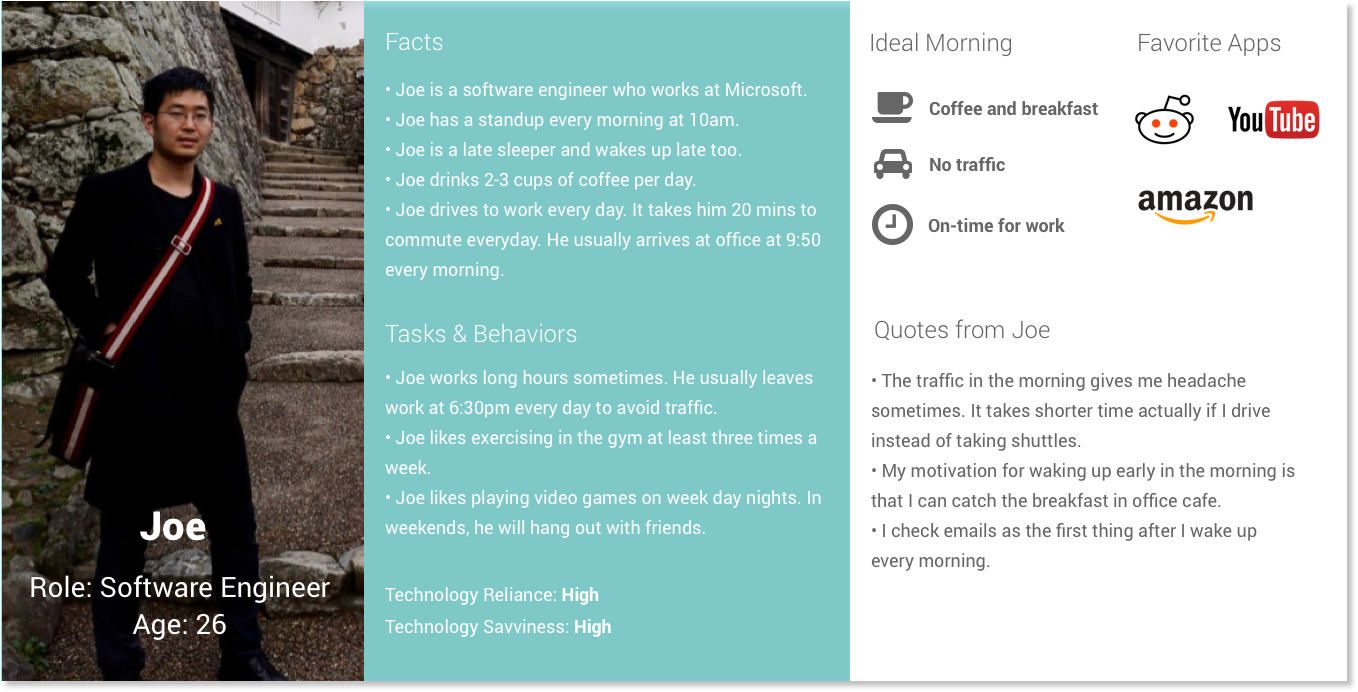 Joe
Role: Software Engineer
Age: 26
Facts
• Joe is a software engineer who works at Microsoft.
• Joe has a standup every morning at 10am.
• Joe is a late sleeper and wakes up late too.
• Joe drinks 2-3 cups of coffee per day.
• Joe drives to work every day. It takes him 20 mins to
commute everyday. He usually arrives at office at 9:50
every morning.
Tasks & Behaviors
• Joe works long hours sometimes. He usually leaves
work at 6:30pm every day to avoid traffic.
• Joe likes exercising in the gym at least three times a
week.
• Joe likes playing video games on week day nights. In
weekends, he will hang out with friends.
Technology Reliance: High
Technology Savviness: High
Ideal Morning
Coffee and breakfast
No traffic
On-time for work
Favorite Apps
YouTube
amazon
Quotes from Joe
• The traffic in the morning gives me headache
sometimes. It takes shorter time actually if I drive
instead of taking shuttles.
• My motivation for waking up early in the morning is
that I can catch the breakfast in office cafe.
• I check emails as the first thing after I wake up
every morning.